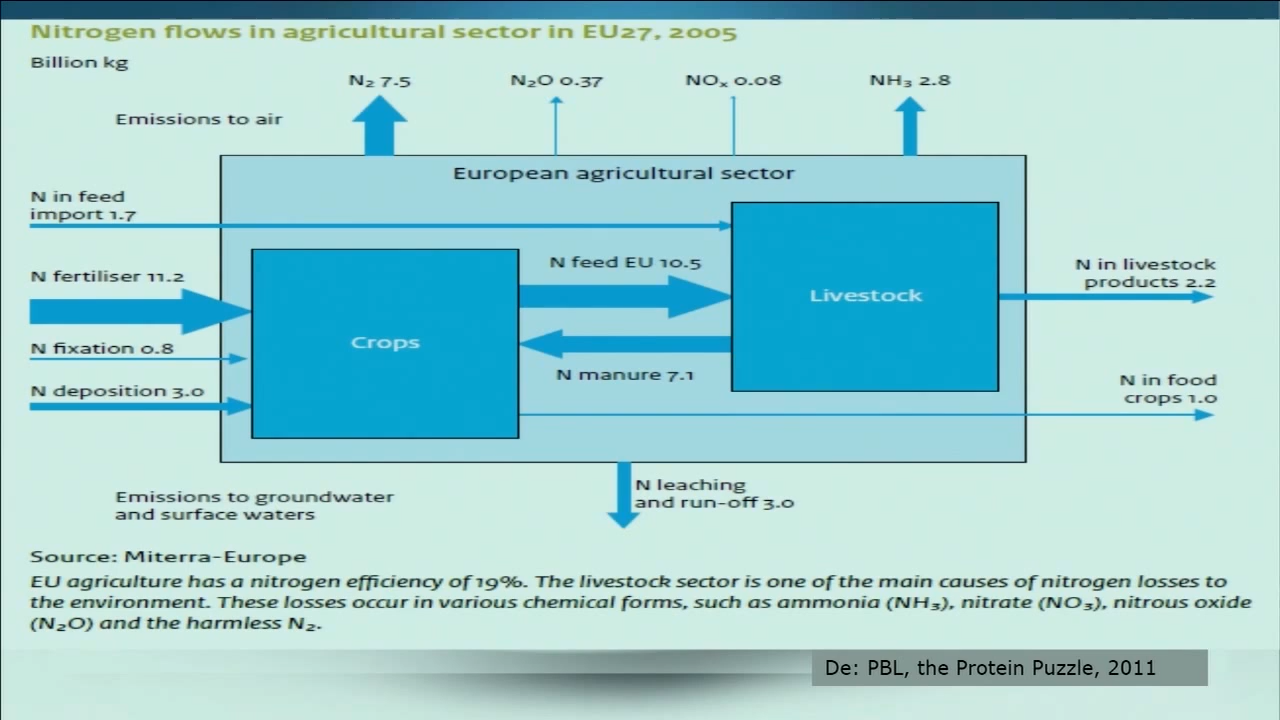 Nitrogen flows in agricultural sector in EU27, 2005
Billion kg
N₂ 7.5
N₂O 0.37
NOₓ 0.08
NH₃ 2.8
Emissions to air
European agricultural sector
N in feed
import 1.7
N fertiliser 11.2
N feed EU 10.5
N in livestock
products 2.2
Livestock
Crops
N fixation 0.8
N manure 7.1
N deposition 3.0
N in food
crops 1.0
N leaching
and run-off 3.0
Emissions to groundwater
and surface waters
Source: Miterra-Europe
EU agriculture has a nitrogen efficiency of 19%. The livestock sector is one of the main causes of nitrogen losses to
the environment. These losses occur in various chemical forms, such as ammonia (NH₃), nitrate (NO₃), nitrous oxide
(N₂O) and the harmless N₂.
De: PBL, the Protein Puzzle, 2011